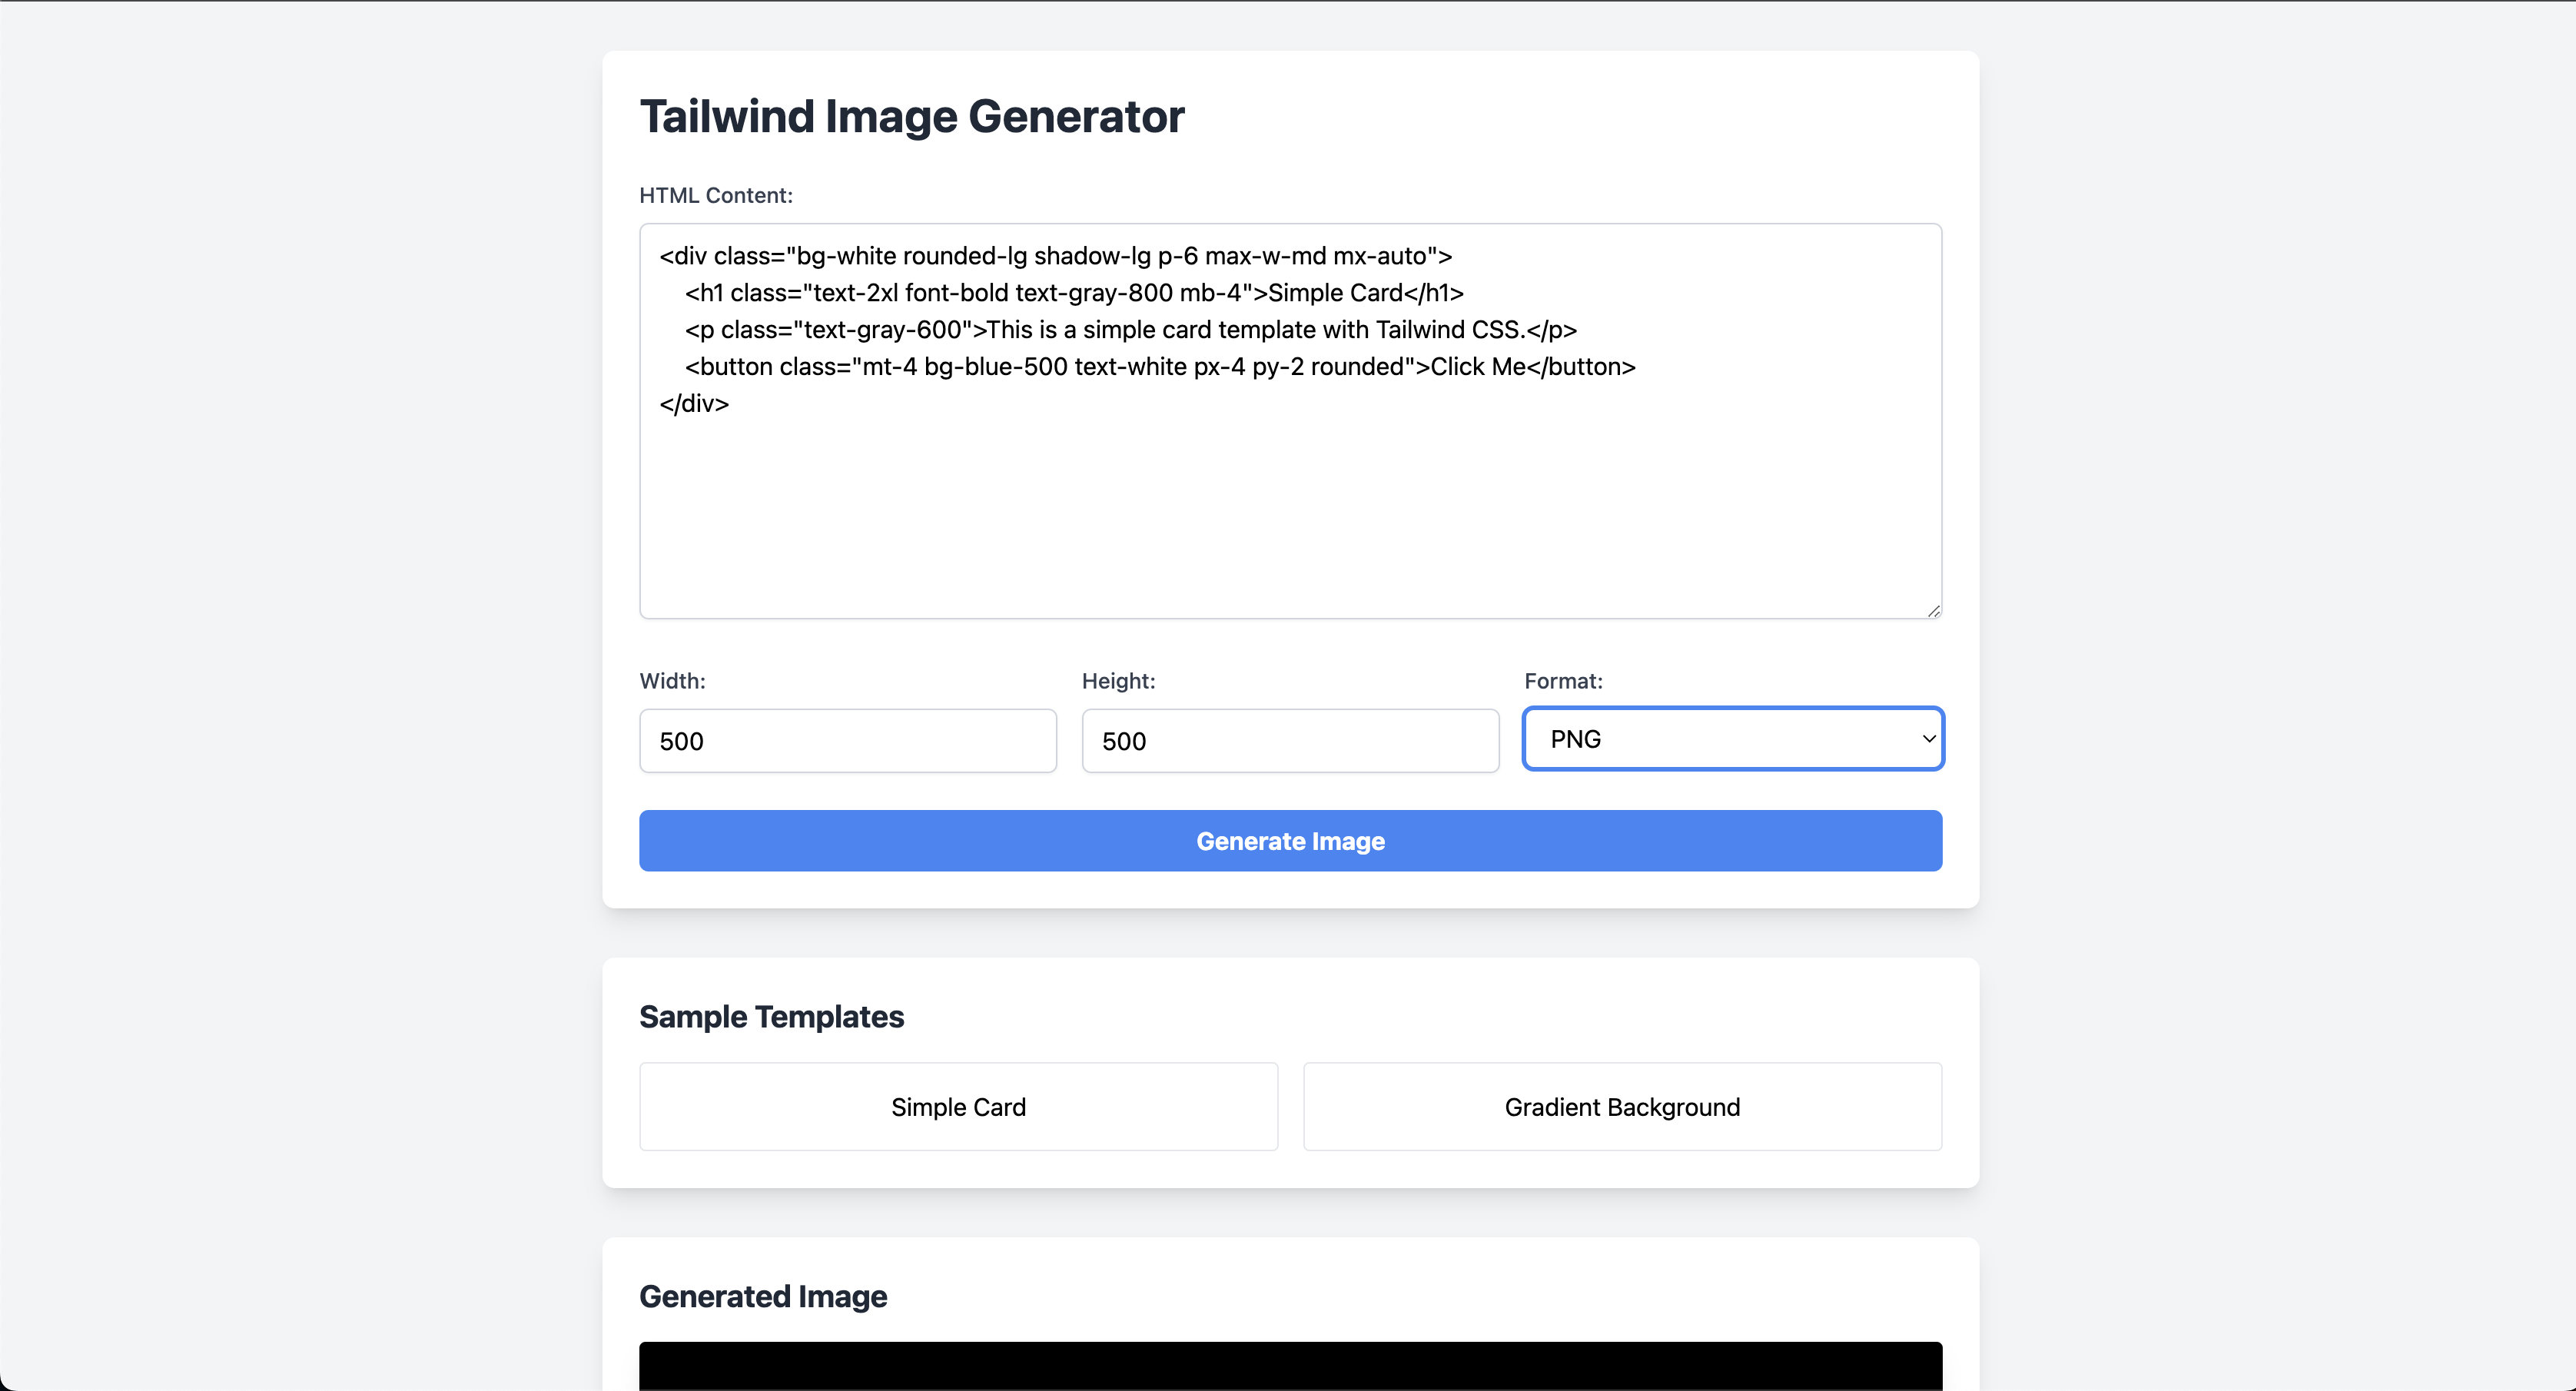 Tailwind Image Generator
HTML Content:
<div class="bg-white rounded-lg shadow-lg p-6 max-w-md mx-auto">
    <h1 class="text-2xl font-bold text-gray-800 mb-4">Simple Card</h1>
    <p class="text-gray-600">This is a simple card template with Tailwind CSS.</p>
    <button class="mt-4 bg-blue-500 text-white px-4 py-2 rounded">Click Me</button>
</div>
Width:
Height:
Format:
500
500
PNG
Generate Image
Sample Templates
Simple Card
Gradient Background
Generated Image